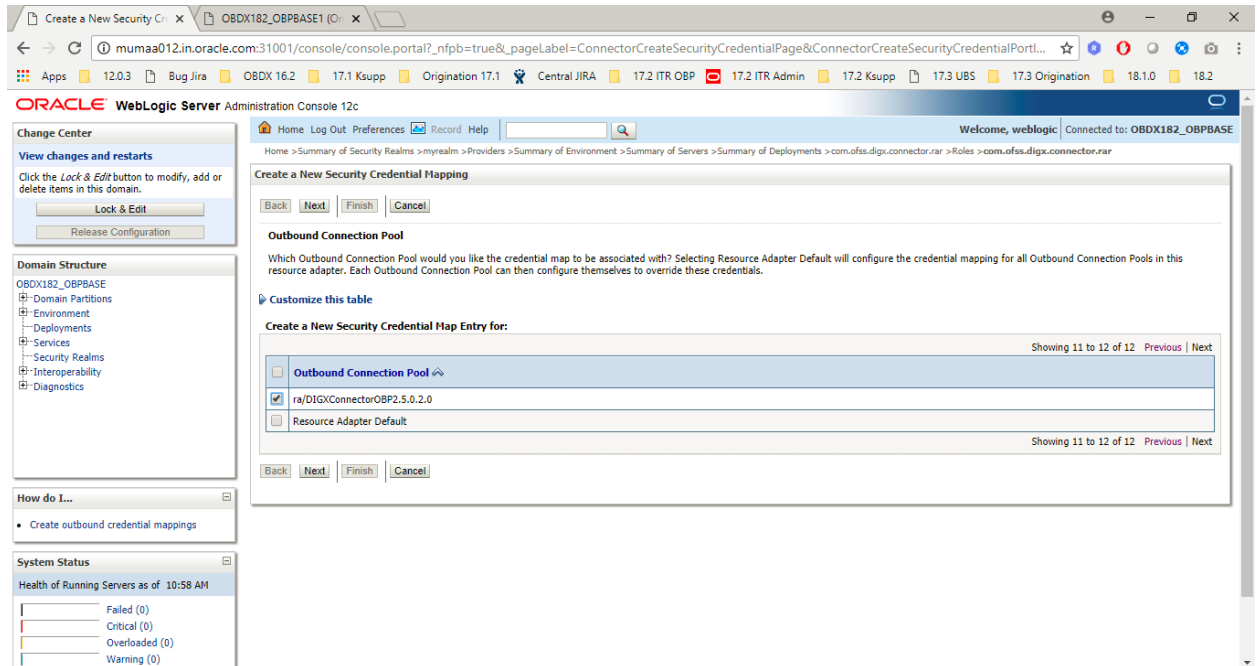 Create a New Security Cr
OBDX182_OBPBASE1 (Or
mumaa012.in.oracle.com:31001/console/console.portal?_nfpb=true&_pageLabel=ConnectorCreateSecurityCredentialPage&ConnectorCreateSecurityCredentialPortl...
Apps 12.0.3 Bug Jira OBDX 16.2 17.1 Ksupp Origination 17.1 Central JIRA 17.2 ITR OBP 17.2 ITR Admin 17.2 Ksupp 17.3 UBS 17.3 Origination 18.1.0 18.2
ORACLE WebLogic Server Administration Console 12c
Change Center
View changes and restarts
Click the Lock & Edit button to modify, add or
delete items in this domain.
Lock & Edit
Release Configuration
Domain Structure
OBDX182_OBPBASE
Domain Partitions
Environment
Deployments
Services
Security Realms
Interoperability
Diagnostics
How do I...
Create outbound credential mappings
System Status
Health of Running Servers as of 10:58 AM
Failed (0)
Critical (0)
Overloaded (0)
Warning (0)
Home Log Out Preferences Record Help
Welcome, weblogic Connected to: OBDX182_OBPBASE
Home >Summary of Security Realms >myrealm >Providers >Summary of Environment >Summary of Servers >Summary of Deployments >com.ofss.digx.connector.rar >Roles >com.ofss.digx.connector.rar
Create a New Security Credential Mapping
Back Next Finish Cancel
Outbound Connection Pool
Which Outbound Connection Pool would you like the credential map to be associated with? Selecting Resource Adapter Default will configure the credential mapping for all Outbound Connection Pools in this
resource adapter. Each Outbound Connection Pool can then configure themselves to override these credentials.
Customize this table
Create a New Security Credential Map Entry for:
Showing 11 to 12 of 12 Previous | Next
Outbound Connection Pool
ra/DIGXConnectorOBP2.5.0.2.0
Resource Adapter Default
Showing 11 to 12 of 12 Previous | Next
Back Next Finish Cancel